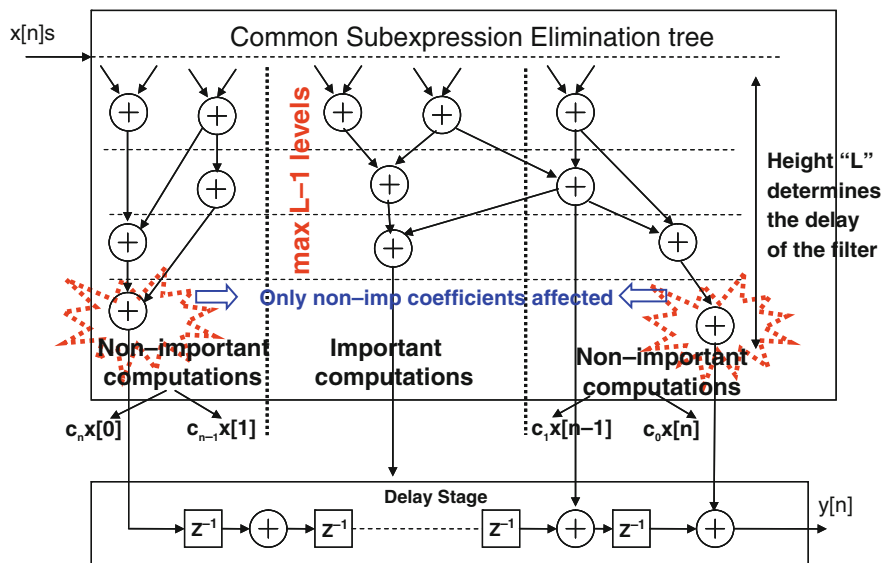 x[n]s
Common Subexpression Elimination tree
+ + + + +
max L–1 levels
+ + +
Height “L”
determines
the delay
of the filter
+ + +
Only non–imp coefficients affected
+ +
Non–important
computations
Important
computations
Non–important
computations
cₙx[0] cₙ₋₁x[1] c₁x[n–1] c₀x[n]
Delay Stage
y[n]
Z⁻¹ + Z⁻¹ Z⁻¹ + Z⁻¹ +